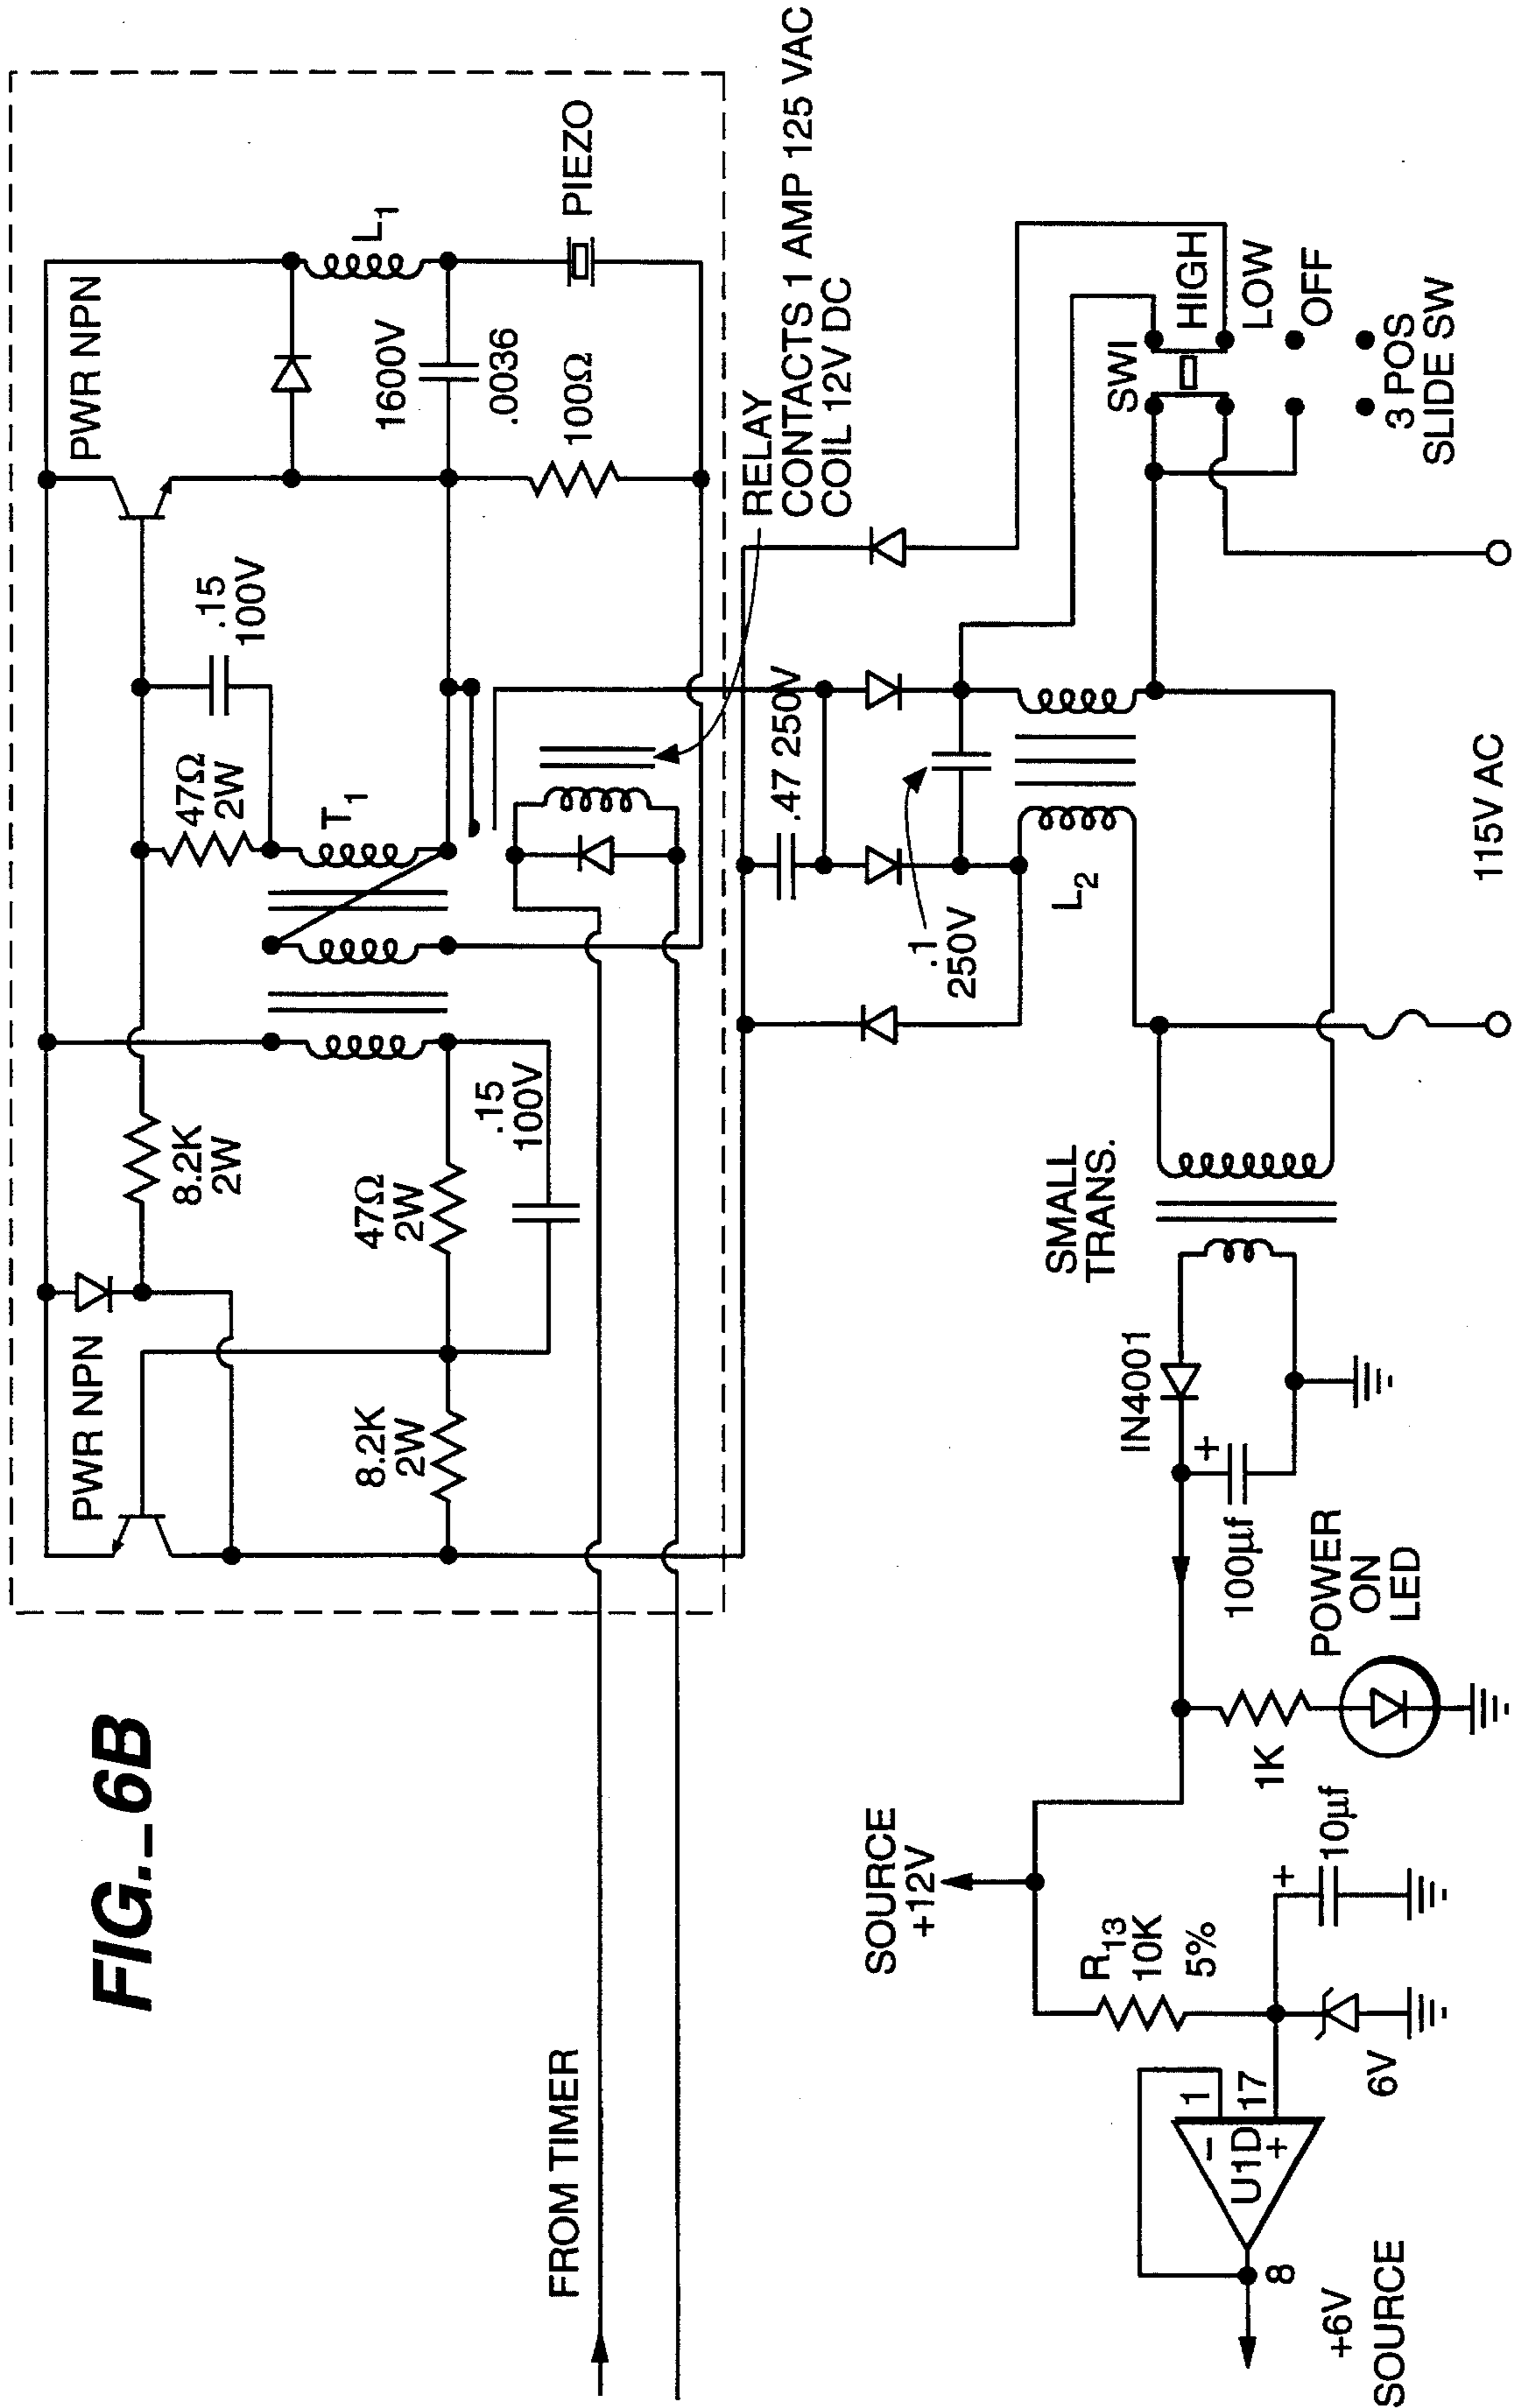 FIG._6B
PWR NPN
8.2K
2W
47Ω
2W
.15
100V
8.2K
2W
T1
47Ω
2W
.15
100V
PWR NPN
1600V
.0036
L1
100Ω
PIEZO
FROM TIMER
RELAY
CONTACTS 1 AMP 125 VAC
COIL 12V DC
.47 250V
.1
250V
L2
SWI
HIGH
LOW
OFF
3 POS
SLIDE SW
115V AC
SMALL
TRANS.
IN4001
+
100µf
POWER
ON
LED
1K
SOURCE
+12V
R13
10K
5%
+
10µf
6V
1
17
−
U1D
+
8
+6V
SOURCE